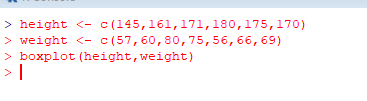 > height <- c(145,161,171,180,175,170)
> weight <- c(57,60,80,75,56,66,69)
> boxplot(height,weight)
>